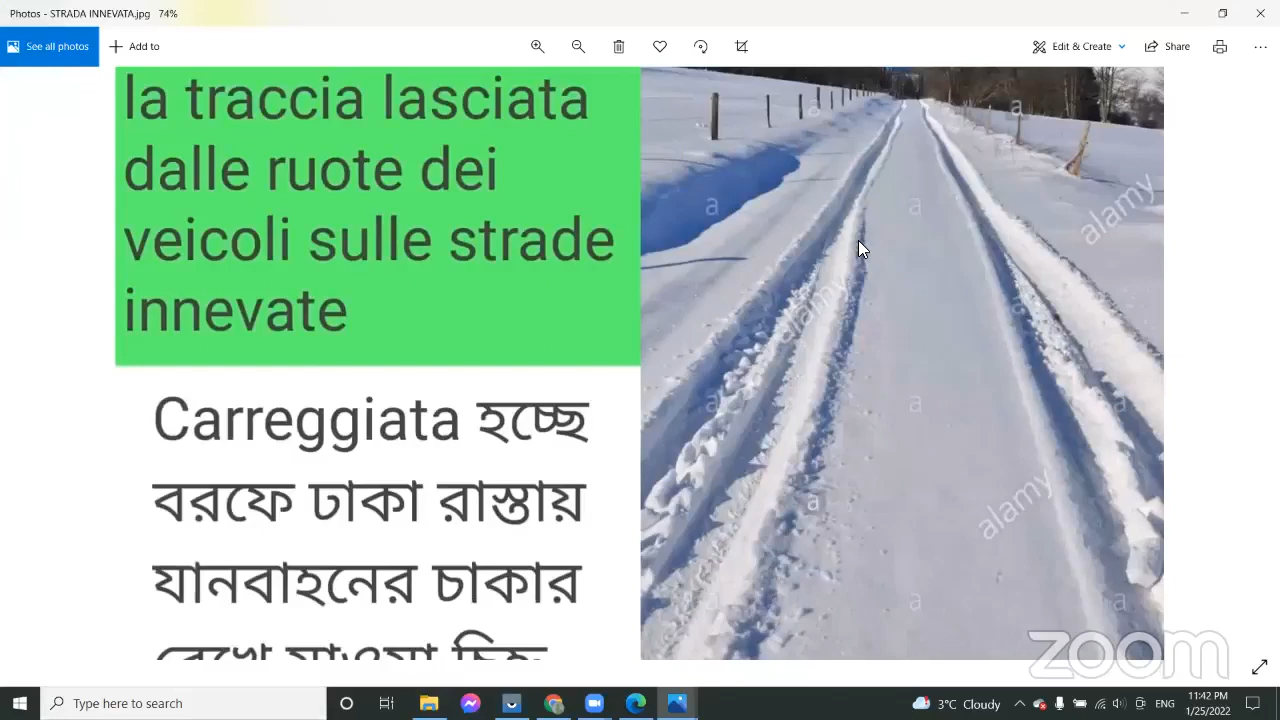 Photos - STRADA INNEVATA.jpg 74%
See all photos
Add to
Edit & Create
Share
la traccia lasciata
dalle ruote dei
veicoli sulle strade
innevate
Carreggiata হচ্ছে
বরফে ঢাকা রাস্তায়
যানবাহনের চাকার
a a
a a
alamy
alamy a
a a a
alamy
a
a a a
zoom
Type here to search
3°C Cloudy
ENG
11:42 PM
1/25/2022